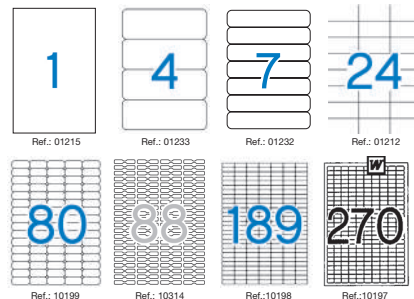 1
4
7
24
Ref.: 01215
Ref.: 01233
Ref.: 01232
Ref.: 01212
W
80
88
189
270
Ref.: 10199
Ref.: 10314
Ref.:10198
Ref.:10197